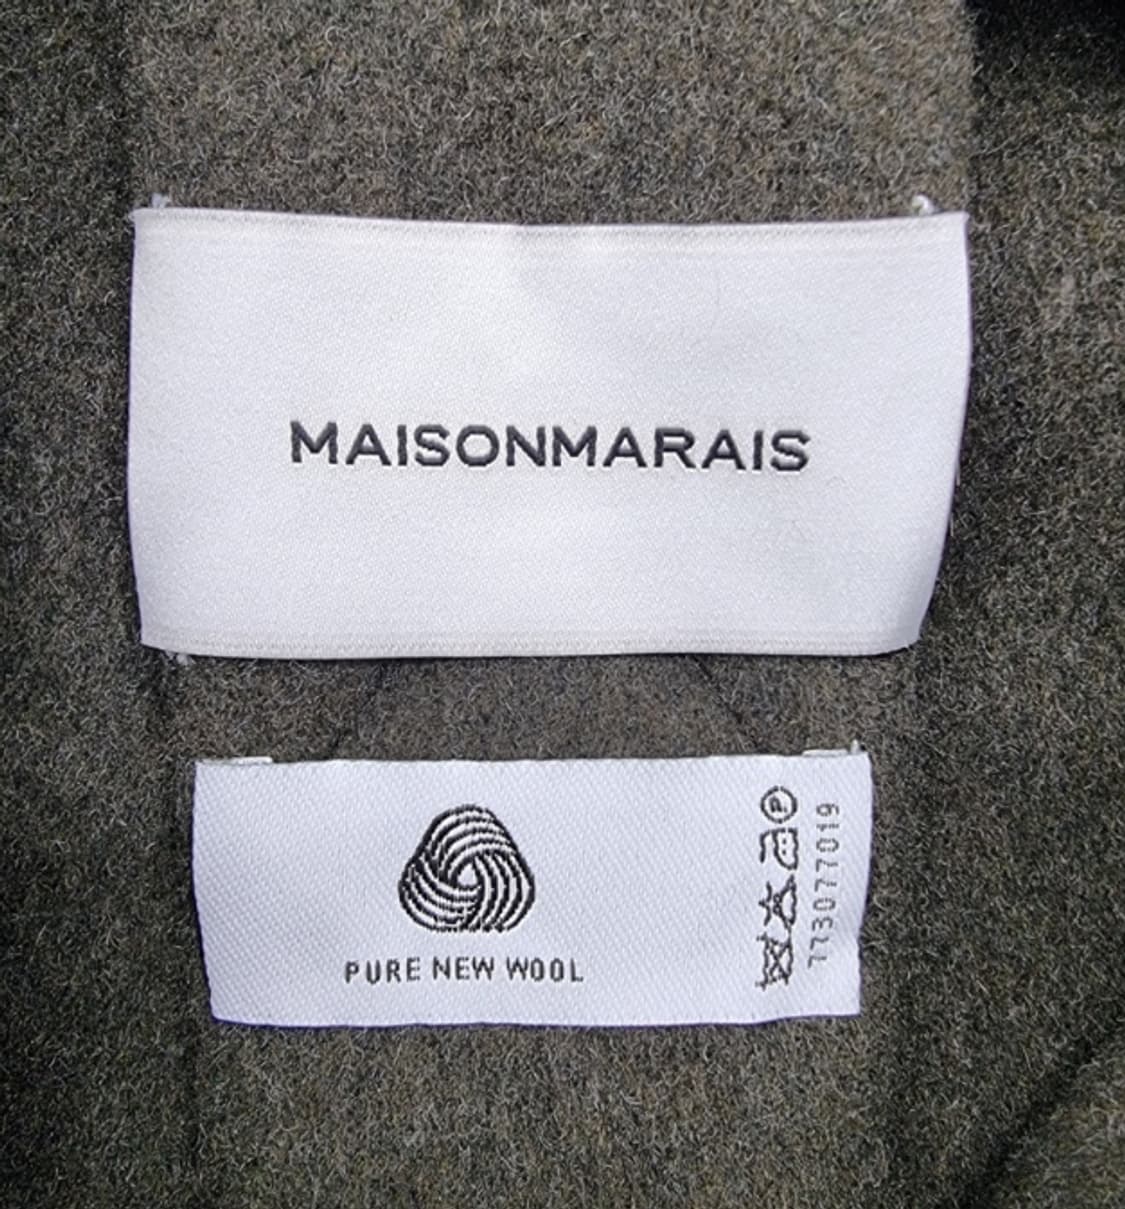 MAISONMARAIS
PURE NEW WOOL
P
773077019